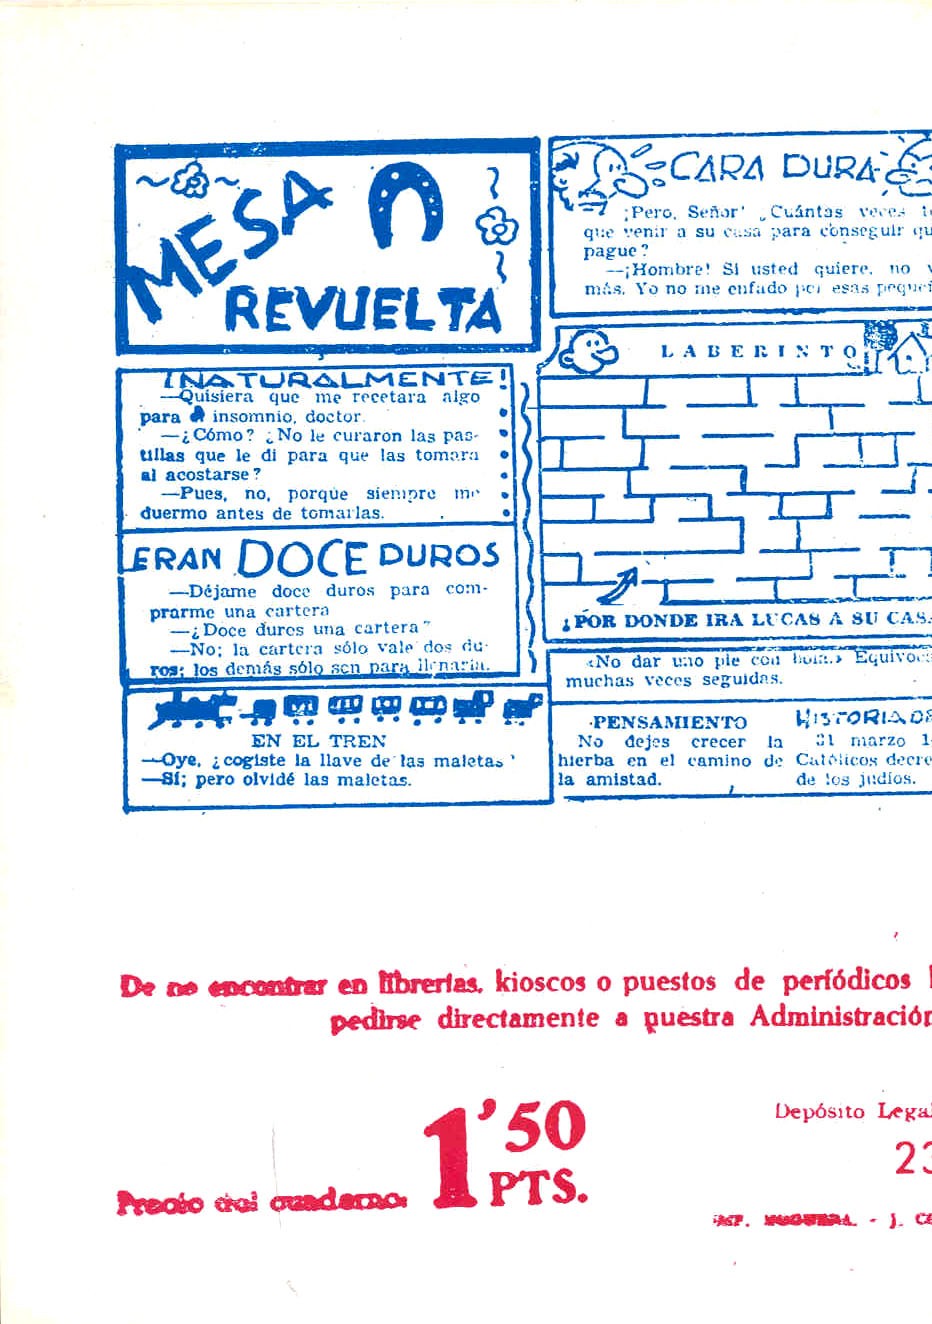 MESA
REVUELTA
¡NATURALMENTE!
—Quisiera que me recetara algo
para insomnio, doctor.
—¿Cómo? ¿No le curaron las pas-
tillas que le di para que las tomara
al acostarse?
—Pues, no, porque siempre me
duermo antes de tomarlas.
ERAN DOCE DUROS
—Déjame doce duros para com-
prarme una cartera
—¿Doce duros una cartera?
—No; la cartera sólo vale dos du-
ros; los demás sólo son para llenarla.
EN EL TREN
—Oye, ¿cogiste la llave de las maletas?
—Sí; pero olvidé las maletas.
CARA DURA
¡Pero, Señor! ¿Cuántas veces
que venir a su casa para conseguir
pague?
—¡Hombre! Si usted quiere, no
más. Yo no me enfado por esas
LABERINTO
¿POR DONDE IRA LUCAS A SU
«No dar uno pie con bola.»
muchas veces seguidas.
PENSAMIENTO
No dejes crecer la
hierba en el camino de
la amistad.
HISTORIA DE
31 marzo
Católicos
de los judíos.
De no encontrar en librerías, kioscos o puestos de periódicos
pedirse directamente a nuestra Administración
Precio del cuaderno:
1'50
PTS.
Depósito Legal
23
IMP. NOGUERA. - J.